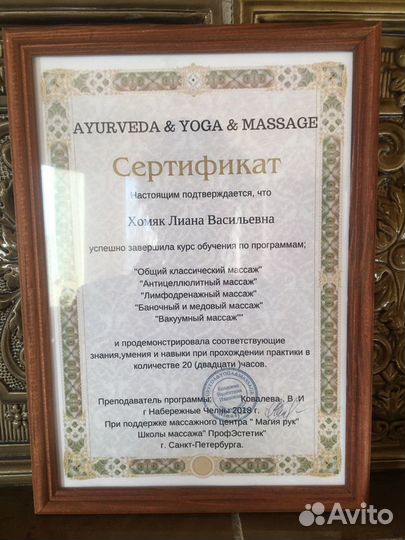 AYURVEDA & YOGA & MASSAGE
Сертификат
Настоящим подтверждается, что
Хомяк Лиана Васильевна
успешно завершила курс обучения по программам;
"Общий классический массаж"
"Антицеллюлитный массаж"
"Лимфодренажный массаж"
"Баночный и медовый массаж"
"Вакуумный массаж""
и продемонстрировала соответствующие
знания,умения и навыки при прохождении практики в
количестве 20 (двадцати )часов.
Преподаватель программы: Ковалева В .И
г Набережные Челны 2019 г.
При поддержке массажного центра " Магия рук"
Школы массажа" ПрофЭстетик"
г. Санкт-Петербурга.
Avito